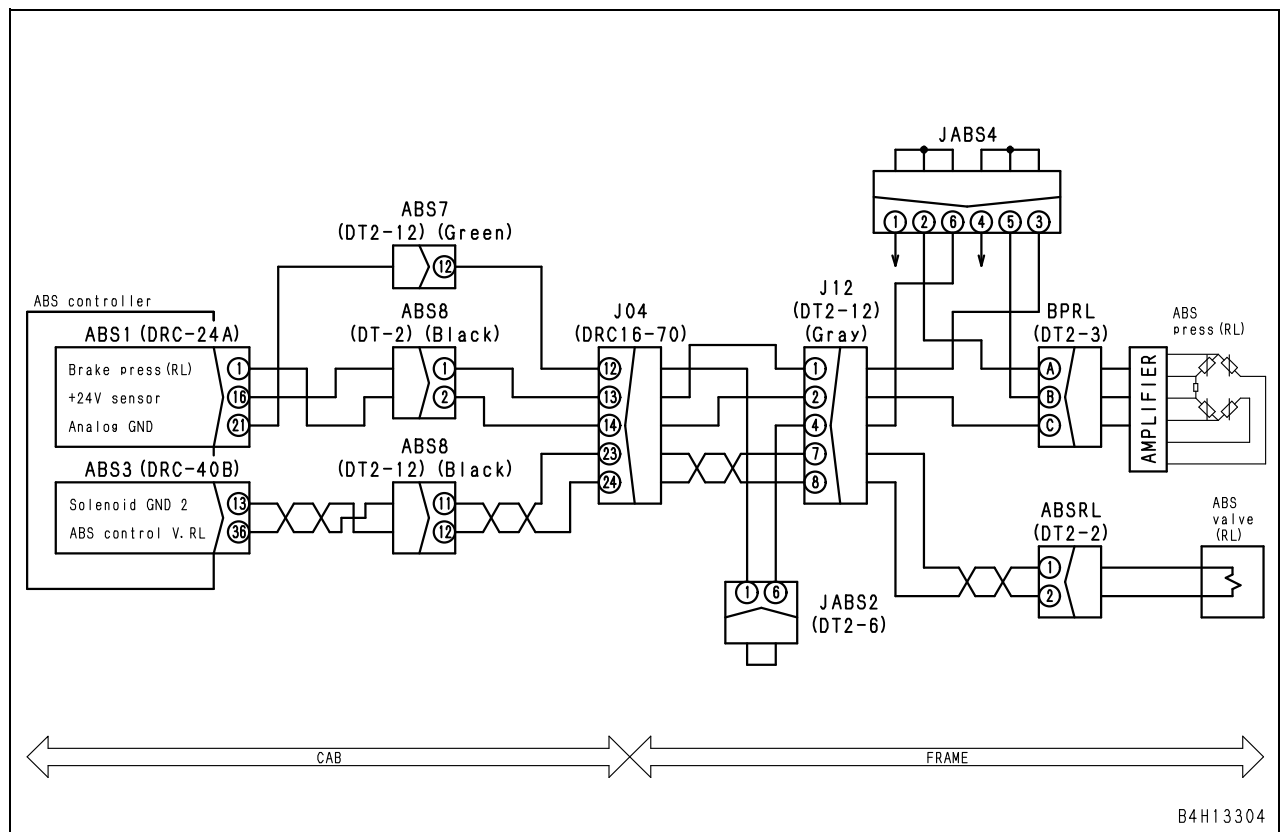 JABS4
1 2 6 4 5 3
ABS7
(DT2-12) (Green)
12
ABS controller
ABS1 (DRC-24A)
Brake press (RL) 1
+24V sensor 16
Analog GND 21
ABS8
(DT-2) (Black)
1
2
J04
(DRC16-70)
12
13
14
23
24
J12
(DT2-12)
(Gray)
1
2
4
7
8
BPRL
(DT2-3)
A
B
C
ABS
press (RL)
AMPLIFIER
ABS3 (DRC-40B)
Solenoid GND 2 13
ABS control V. RL 36
ABS8
(DT2-12) (Black)
11
12
ABSRL
(DT2-2)
1
2
ABS
valve
(RL)
1 6
JABS2
(DT2-6)
CAB
FRAME
B4H13304